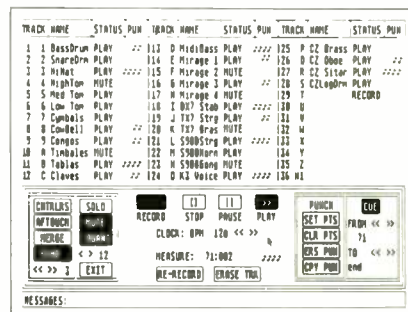 TRACK NAME STATUS PUN TRACK NAME STATUS PUN TRACK NAME STATUS PUN
1 1 BassDrum PLAY 13 D MidiBass PLAY 25 P CZ Brass PLAY
2 2 SnareDrm PLAY 14 E Mirage 1 PLAY 26 Q CZ Oboe PLAY
3 3 HiHat PLAY 15 F Mirage 2 MUTE 27 R CZ Sitar PLAY
4 4 HighTom MUTE 16 G Mirage 3 PLAY 28 S CZLogDrm PLAY
5 5 Med Tom PLAY 17 H Mirage 4 MUTE 29 T RECORD
6 6 Low Tom PLAY 18 I DX7 Stab PLAY 30 U
7 7 Cymbals PLAY 19 J TX7 Strg PLAY 31 V
8 8 CowBell PLAY 20 K TX7 Bras MUTE 32 W
9 9 Congas PLAY 21 L S900Strg PLAY 33 X
10 A Timbales MUTE 22 M S900Horn PLAY 34 Y
11 B Tablas PLAY 23 N S900Gong MUTE 35 Z
12 C Claves PLAY 24 O K3 Voice PLAY 36
CNTRLRS SOLO RECORD STOP PAUSE PLAY PUNCH CUE
AFTOUCH MUTE SET PTS FROM << >>
MERGE CLOCK: BPM 120 << >> CLR PTS 71
< > 12 MEASURE: 71:002 ERS PUN TO << >>
<< >> 3 EXIT RE-RECORD ERASE TRK CPY PUN end
MESSAGES: